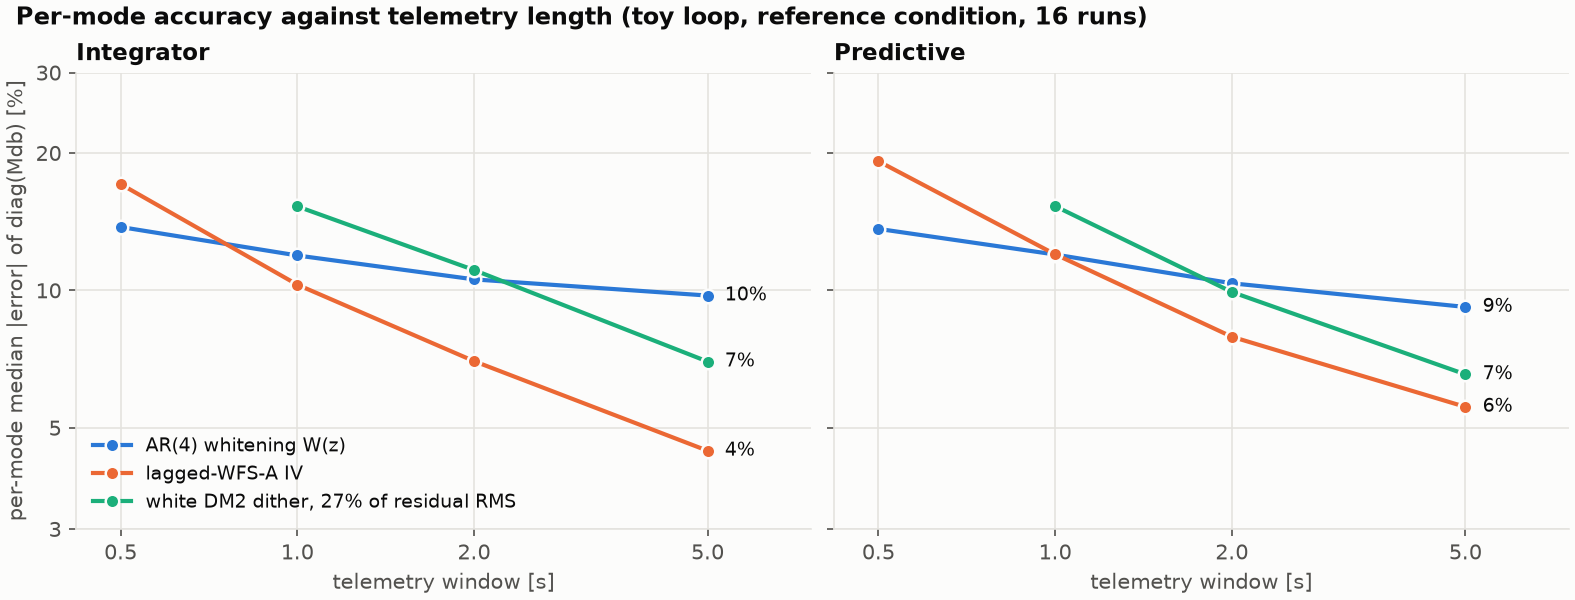 Per-mode accuracy against telemetry length (toy loop, reference condition, 16 runs)
Integrator
Predictive
per-mode median |error| of diag(Mdb) [%]
30
20
10
5
3
10%
7%
4%
9%
7%
6%
AR(4) whitening W(z)
lagged-WFS-A IV
white DM2 dither, 27% of residual RMS
0.5 1.0 2.0 5.0
0.5 1.0 2.0 5.0
telemetry window [s]
telemetry window [s]